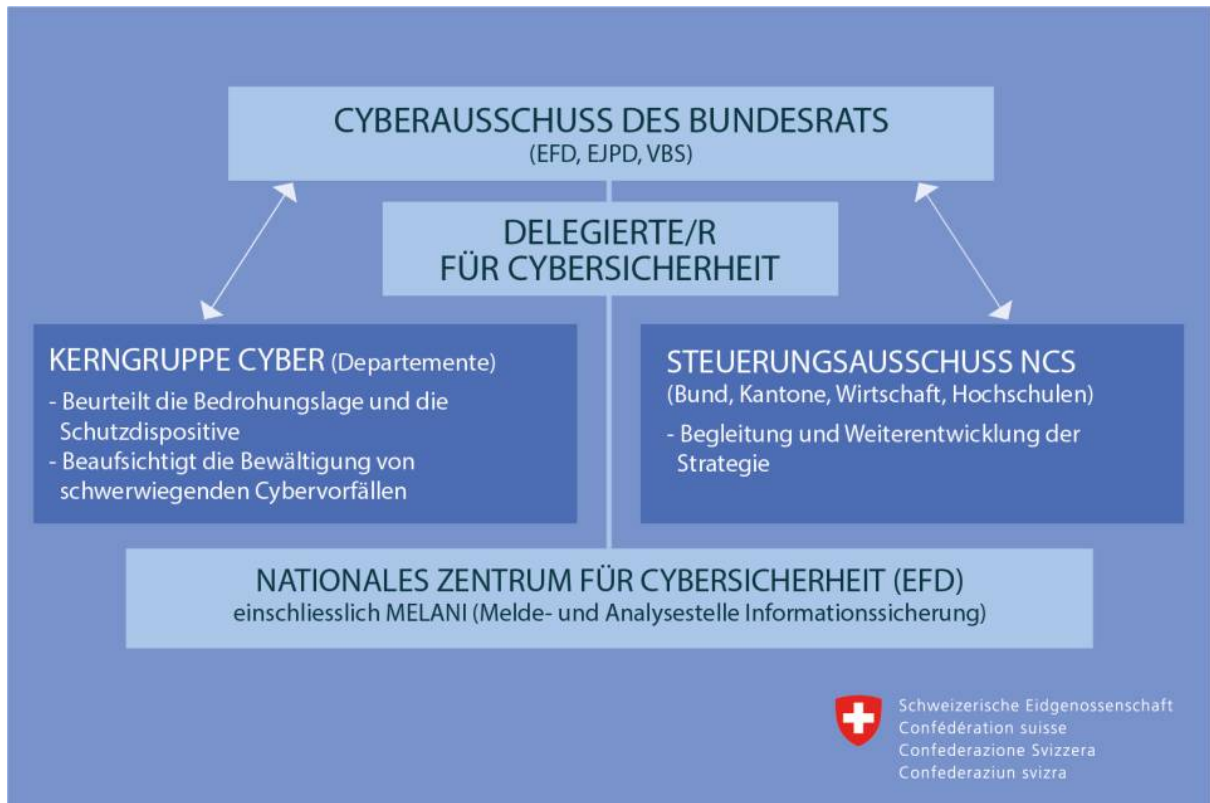 CYBERAUSSCHUSS DES BUNDESRATS
(EFD, EJPD, VBS)
DELEGIERTE/R
FÜR CYBERSICHERHEIT
KERNGRUPPE CYBER (Departemente)
- Beurteilt die Bedrohungslage und die
Schutzdispositive
- Beaufsichtigt die Bewältigung von
schwerwiegenden Cybervorfällen
STEUERUNGSAUSSCHUSS NCS
(Bund, Kantone, Wirtschaft, Hochschulen)
- Begleitung und Weiterentwicklung der
Strategie
NATIONALES ZENTRUM FÜR CYBERSICHERHEIT (EFD)
einschliesslich MELANI (Melde- und Analysestelle Informationssicherung)
Schweizerische Eidgenossenschaft
Confédération suisse
Confederazione Svizzera
Confederaziun svizra